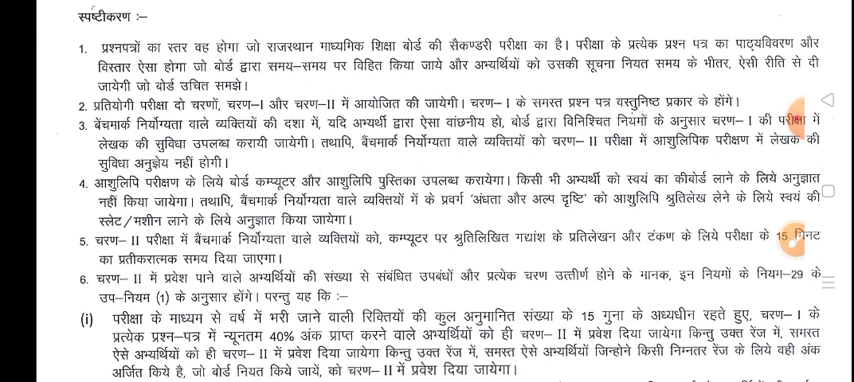 स्पष्टीकरण :–
1. प्रश्नपत्रों का स्तर वह होगा जो राजस्थान माध्यमिक शिक्षा बोर्ड की सैकण्डरी परीक्षा का है। परीक्षा के प्रत्येक प्रश्न पत्र का पाठ्यविवरण और
विस्तार ऐसा होगा जो बोर्ड द्वारा समय–समय पर विहित किया जाये और अभ्यर्थियों को उसकी सूचना नियत समय के भीतर, ऐसी रीति से दी
जायेगी जो बोर्ड उचित समझे।
2. प्रतियोगी परीक्षा दो चरणों, चरण–I और चरण–II में आयोजित की जायेगी। चरण– I के समस्त प्रश्न पत्र वस्तुनिष्ठ प्रकार के होंगे।
3. बेंचमार्क निर्योग्यता वाले व्यक्तियों की दशा में, यदि अभ्यर्थी द्वारा ऐसा वांछनीय हो, बोर्ड द्वारा विनिश्चित नियमों के अनुसार चरण– I की परीक्षा में
लेखक की सुविधा उपलब्ध करायी जायेगी। तथापि, बैंचमार्क निर्योग्यता वाले व्यक्तियों को चरण– II परीक्षा में आशुलिपिक परीक्षण में लेखक की
सुविधा अनुज्ञेय नहीं होगी।
4. आशुलिपि परीक्षण के लिये बोर्ड कम्प्यूटर और आशुलिपि पुस्तिका उपलब्ध करायेगा। किसी भी अभ्यर्थी को स्वयं का कीबोर्ड लाने के लिये अनुज्ञात
नहीं किया जायेगा। तथापि, बैंचमार्क निर्योग्यता वाले व्यक्तियों में के प्रवर्ग 'अंधता और अल्प दृष्टि' को आशुलिपि श्रुतिलेख लेने के लिये स्वयं की
स्लेट/मशीन लाने के लिये अनुज्ञात किया जायेगा।
5. चरण– II परीक्षा में बैंचमार्क निर्योग्यता वाले व्यक्तियों को, कम्प्यूटर पर श्रुतिलिखित गद्यांश के प्रतिलेखन और टंकण के लिये परीक्षा के 15 मिनट
का प्रतीकरात्मक समय दिया जाएगा।
6. चरण– II में प्रवेश पाने वाले अभ्यर्थियों की संख्या से संबंधित उपबंधों और प्रत्येक चरण उत्तीर्ण होने के मानक, इन नियमों के नियम–29 के
उप–नियम (1) के अनुसार होंगे। परन्तु यह कि :–
(i) परीक्षा के माध्यम से वर्ष में भरी जाने वाली रिक्तियों की कुल अनुमानित संख्या के 15 गुना के अध्यधीन रहते हुए, चरण– I के
प्रत्येक प्रश्न–पत्र में न्यूनतम 40% अंक प्राप्त करने वाले अभ्यर्थियों को ही चरण– II में प्रवेश दिया जायेगा किन्तु उक्त रेंज में, समस्त
ऐसे अभ्यर्थियों को ही चरण– II में प्रवेश दिया जायेगा किन्तु उक्त रेंज में, समस्त ऐसे अभ्यर्थियों जिन्होने किसी निम्नतर रेंज के लिये वही अंक
अर्जित किये है, जो बोर्ड नियत किये जायें, को चरण– II में प्रवेश दिया जायेगा।